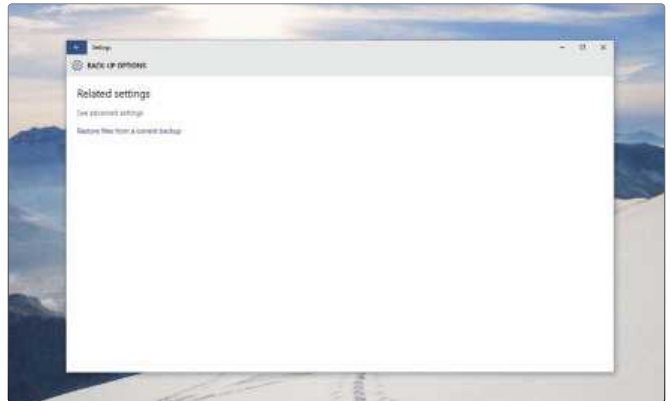 Settings
BACK-UP OPTIONS
Related settings
See advanced settings
Restore files from a current backup